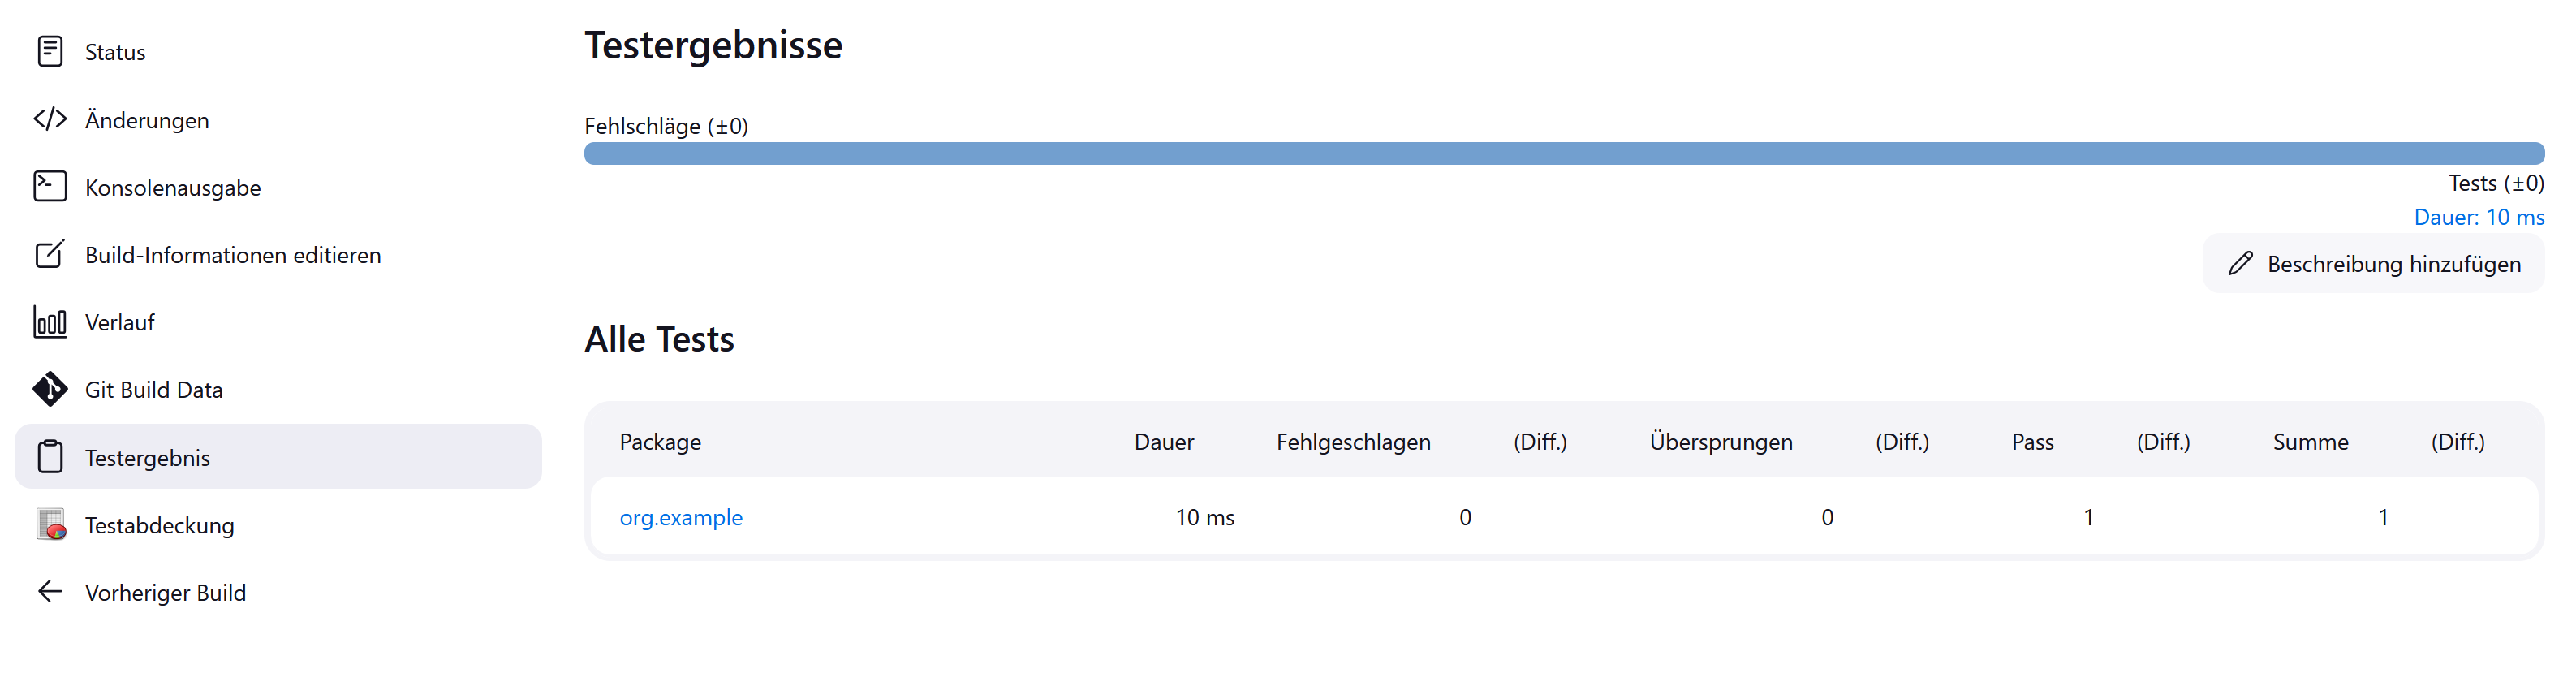 Status
Änderungen
Konsolenausgabe
Build-Informationen editieren
Verlauf
Git Build Data
Testergebnis
Testabdeckung
Vorheriger Build
Testergebnisse
Fehlschläge (±0)
Tests (±0)
Dauer: 10 ms
Beschreibung hinzufügen
Alle Tests
Package Dauer Fehlgeschlagen (Diff.) Übersprungen (Diff.) Pass (Diff.) Summe (Diff.)
org.example 10 ms 0 0 1 1